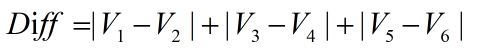 Diff =| V₁ − V₂ | + | V₃ − V₄ | + | V₅ − V₆ |